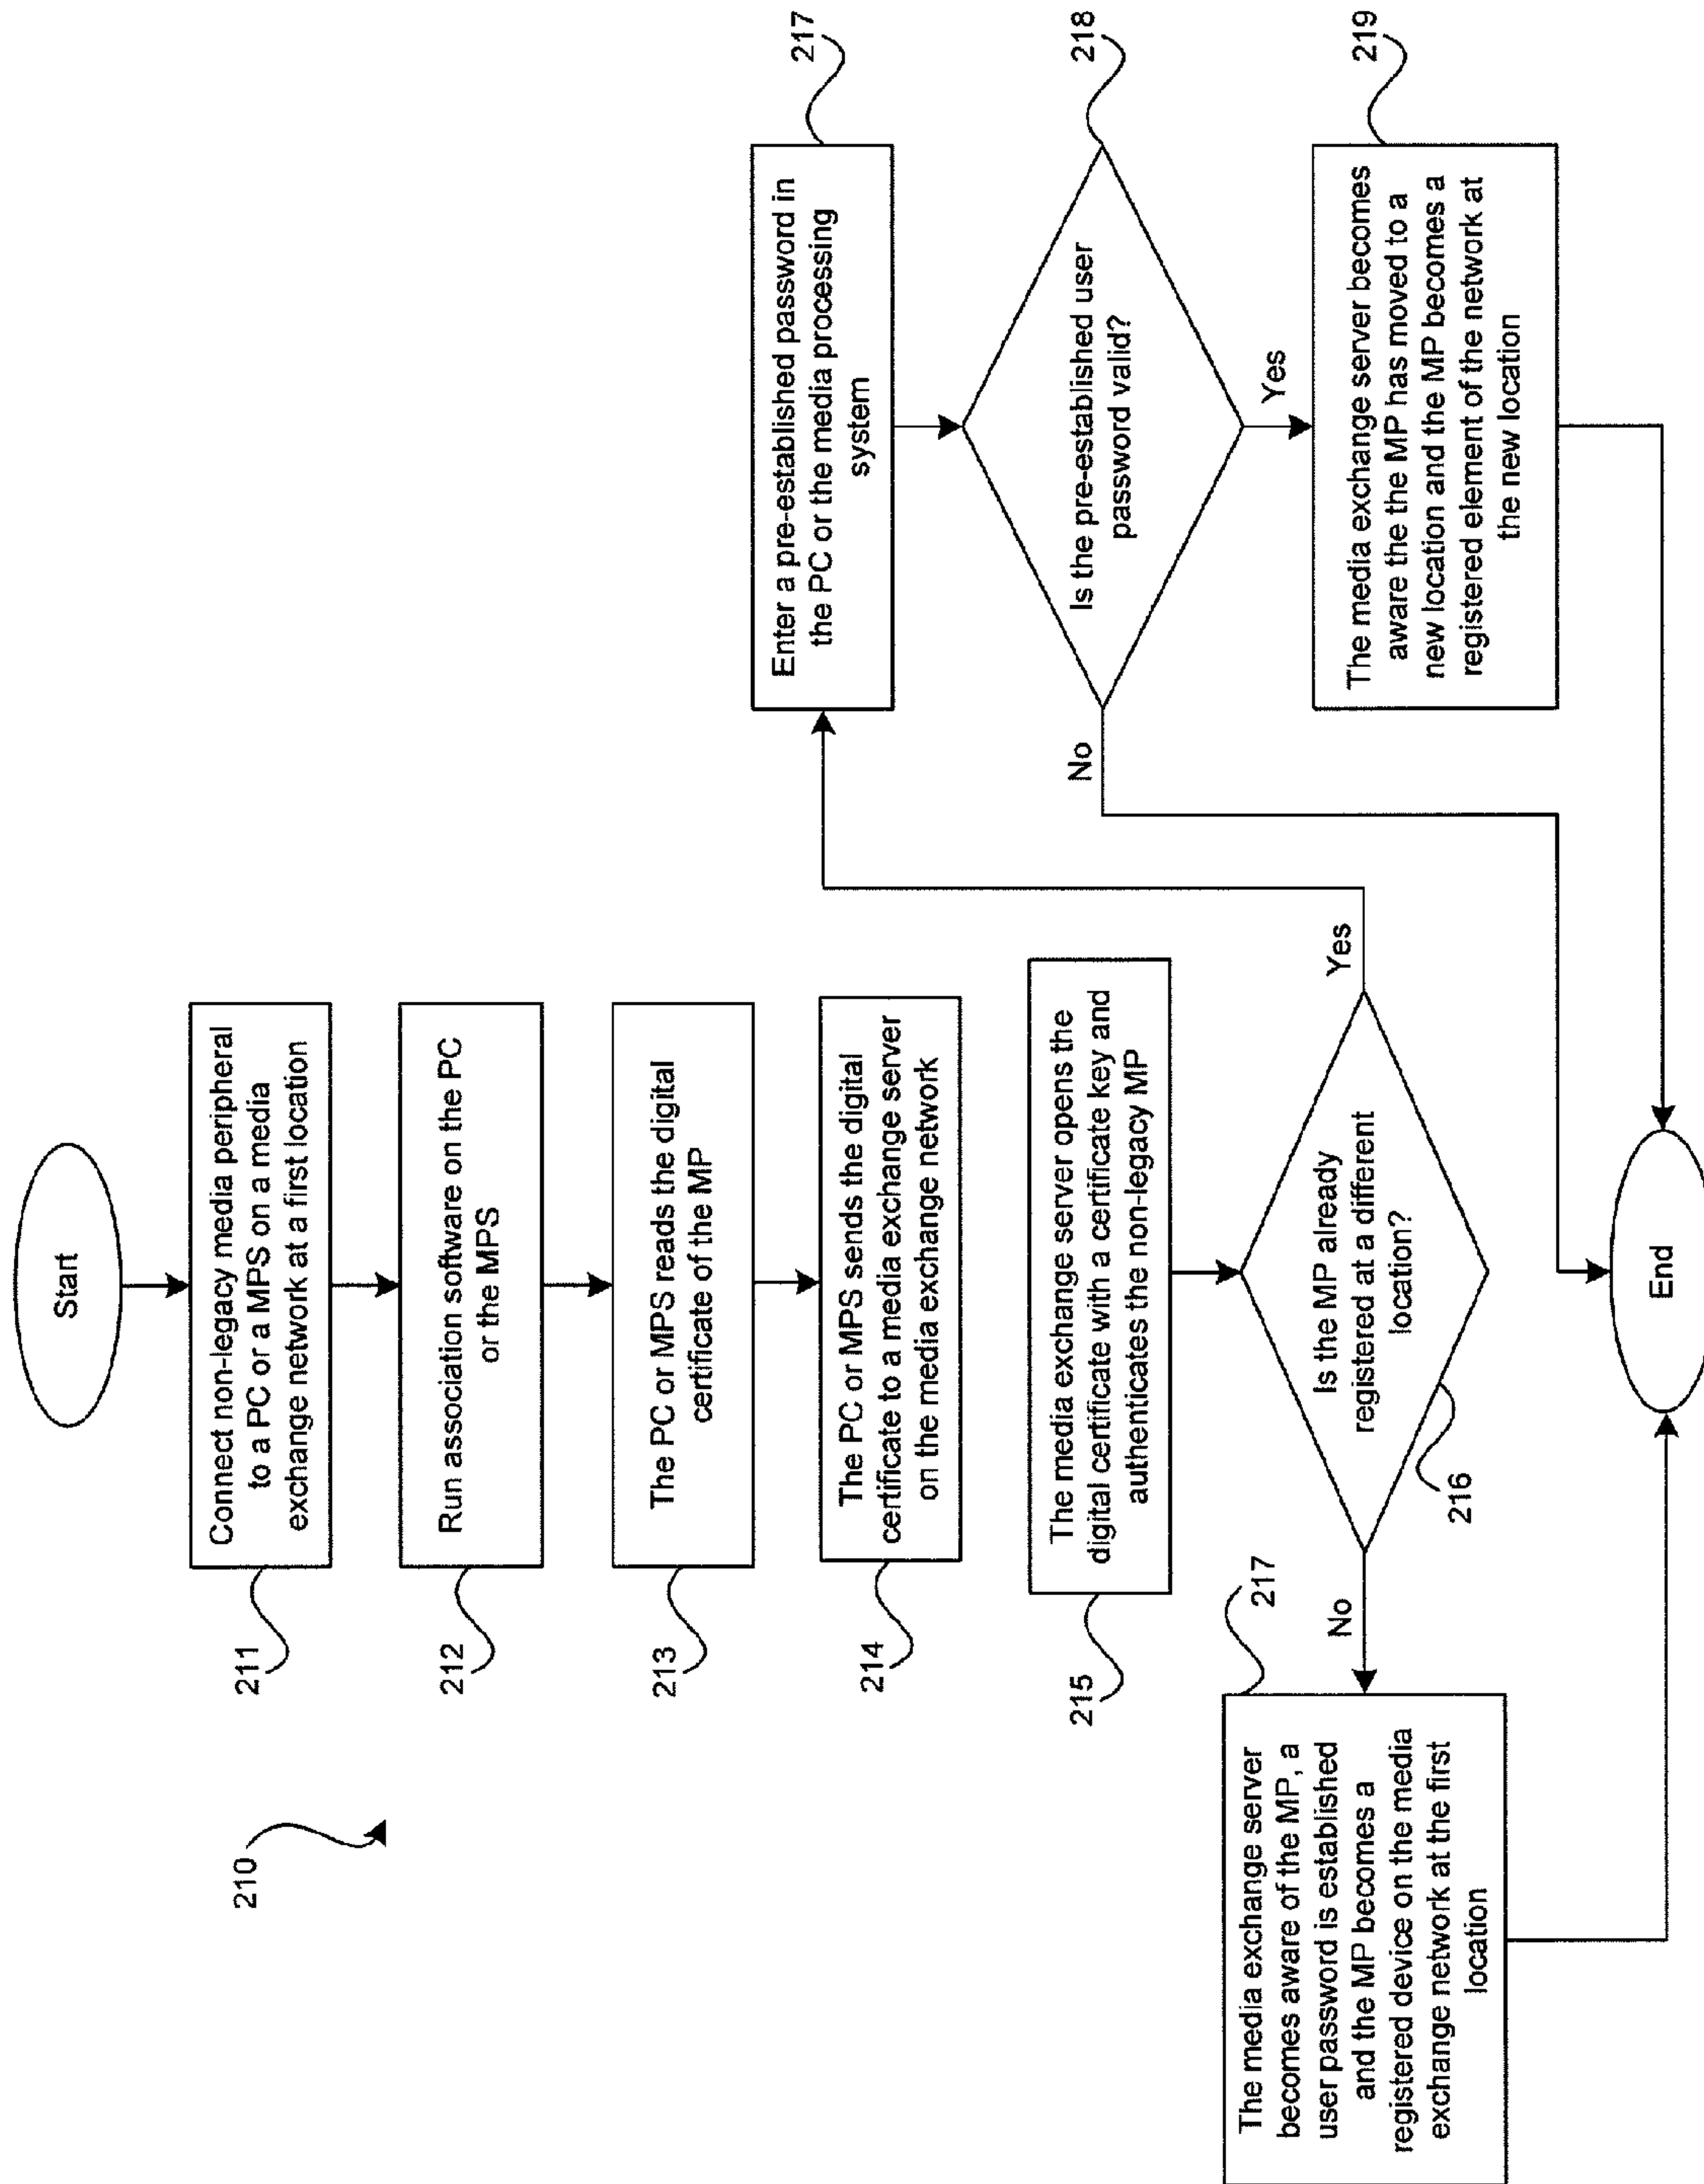 210
Start
Connect non-legacy media peripheral
to a PC or a MPS on a media
exchange network at a first location
211
Run association software on the PC
or the MPS
212
The PC or MPS reads the digital
certificate of the MP
213
The PC or MPS sends the digital
certificate to a media exchange server
on the media exchange network
214
The media exchange server opens the
digital certificate with a certificate key and
authenticates the non-legacy MP
215
Is the MP already
registered at a different
location?
216
No
Yes
The media exchange server
becomes aware of the MP, a
user password is established
and the MP becomes a
registered device on the media
exchange network at the first
location
217
Enter a pre-established password in
the PC or the media processing
system
217
Is the pre-established user
password valid?
218
No
Yes
The media exchange server becomes
aware the the MP has moved to a
new location and the MP becomes a
registered element of the network at
the new location
219
End